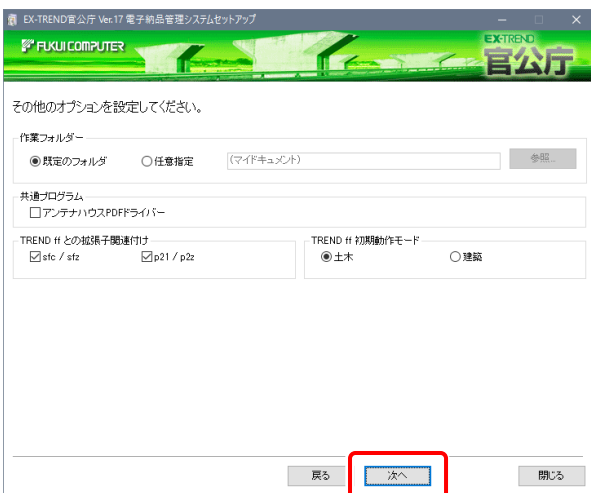 EX-TREND官公庁 Ver.17 電子納品管理システムセットアップ
FUKUI COMPUTER
EX-TREND
官公庁
その他のオプションを設定してください。
作業フォルダー
既定のフォルダ 任意指定 (マイドキュメント) 参照...
共通プログラム
アンテナハウスPDFドライバー
TREND ff との拡張子関連付け TREND ff 初期動作モード
sfc / sfz p21 / p2z 土木 建築
戻る 次へ 閉じる